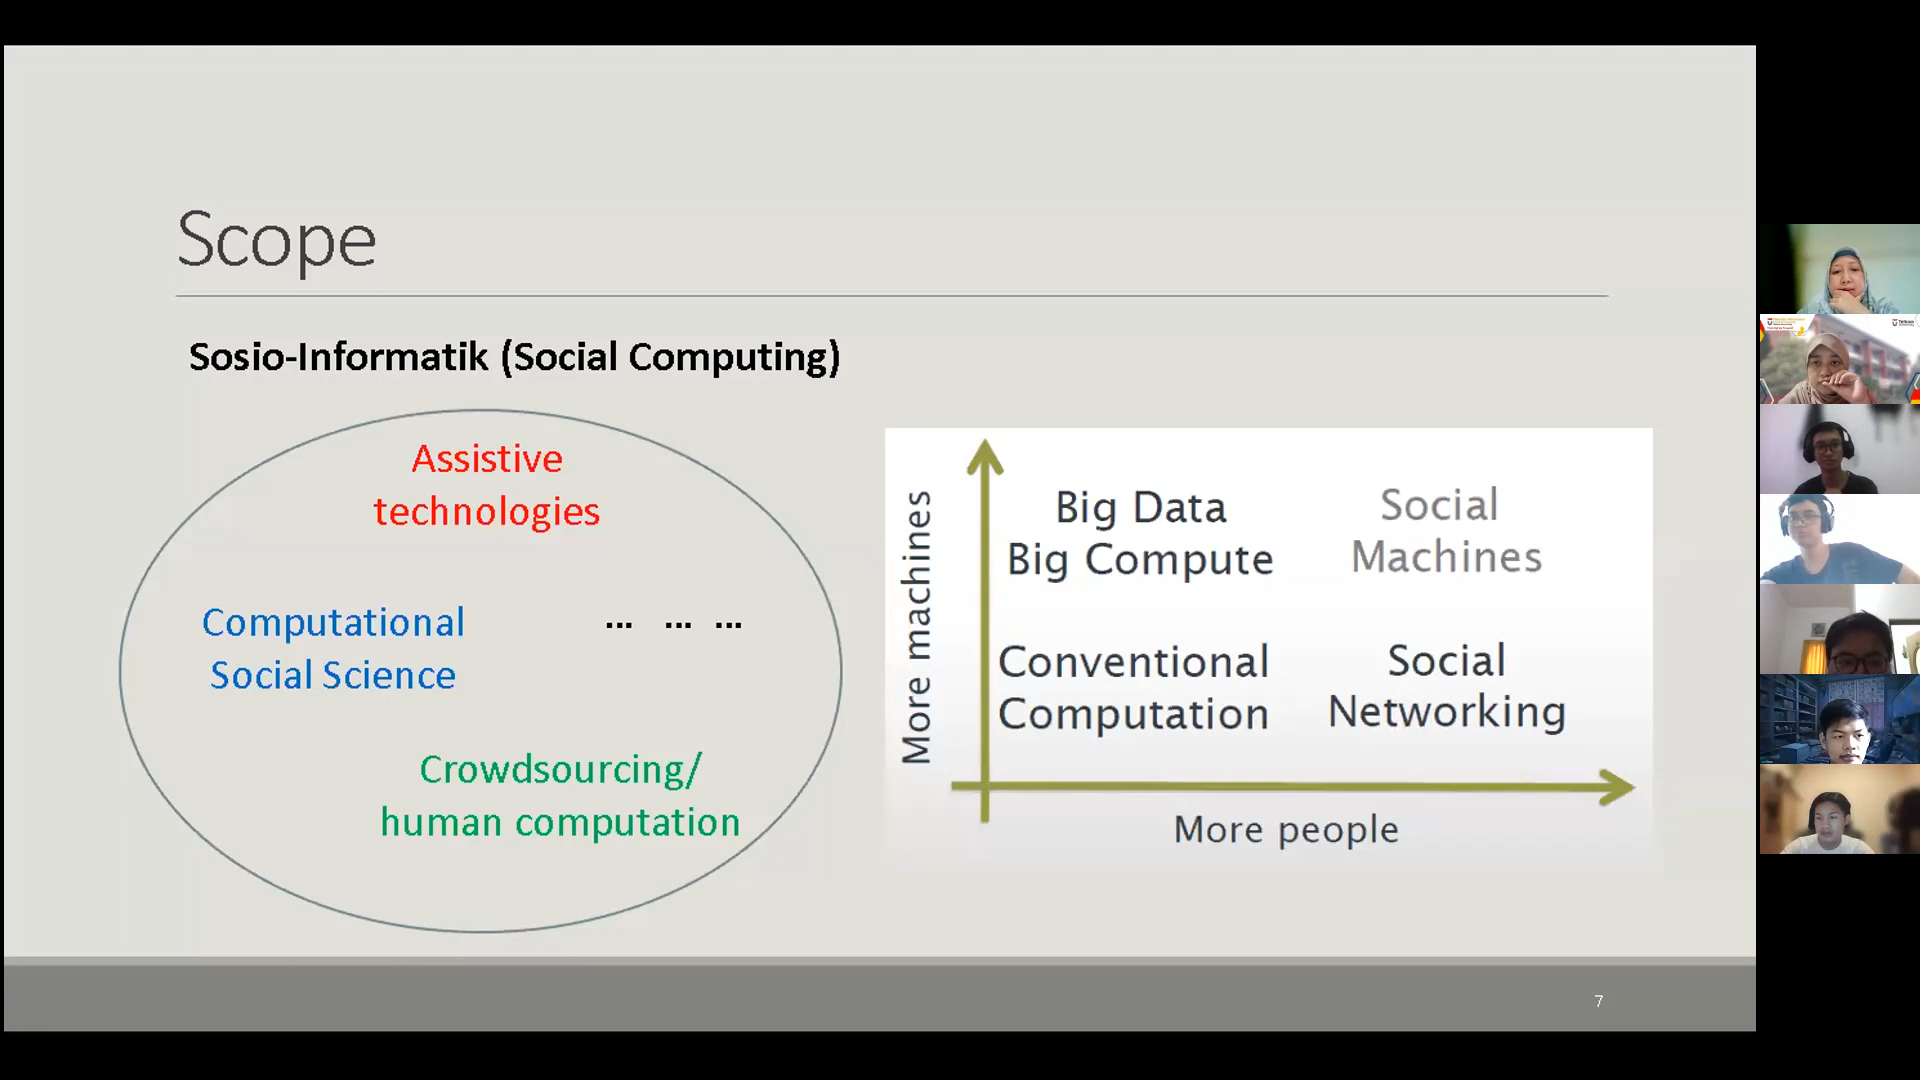 Scope
Sosio-Informatik (Social Computing)
Assistive
technologies
Computational
Social Science
... ... ...
Crowdsourcing/
human computation
More machines
Big Data
Big Compute
Social
Machines
Conventional
Computation
Social
Networking
More people
7